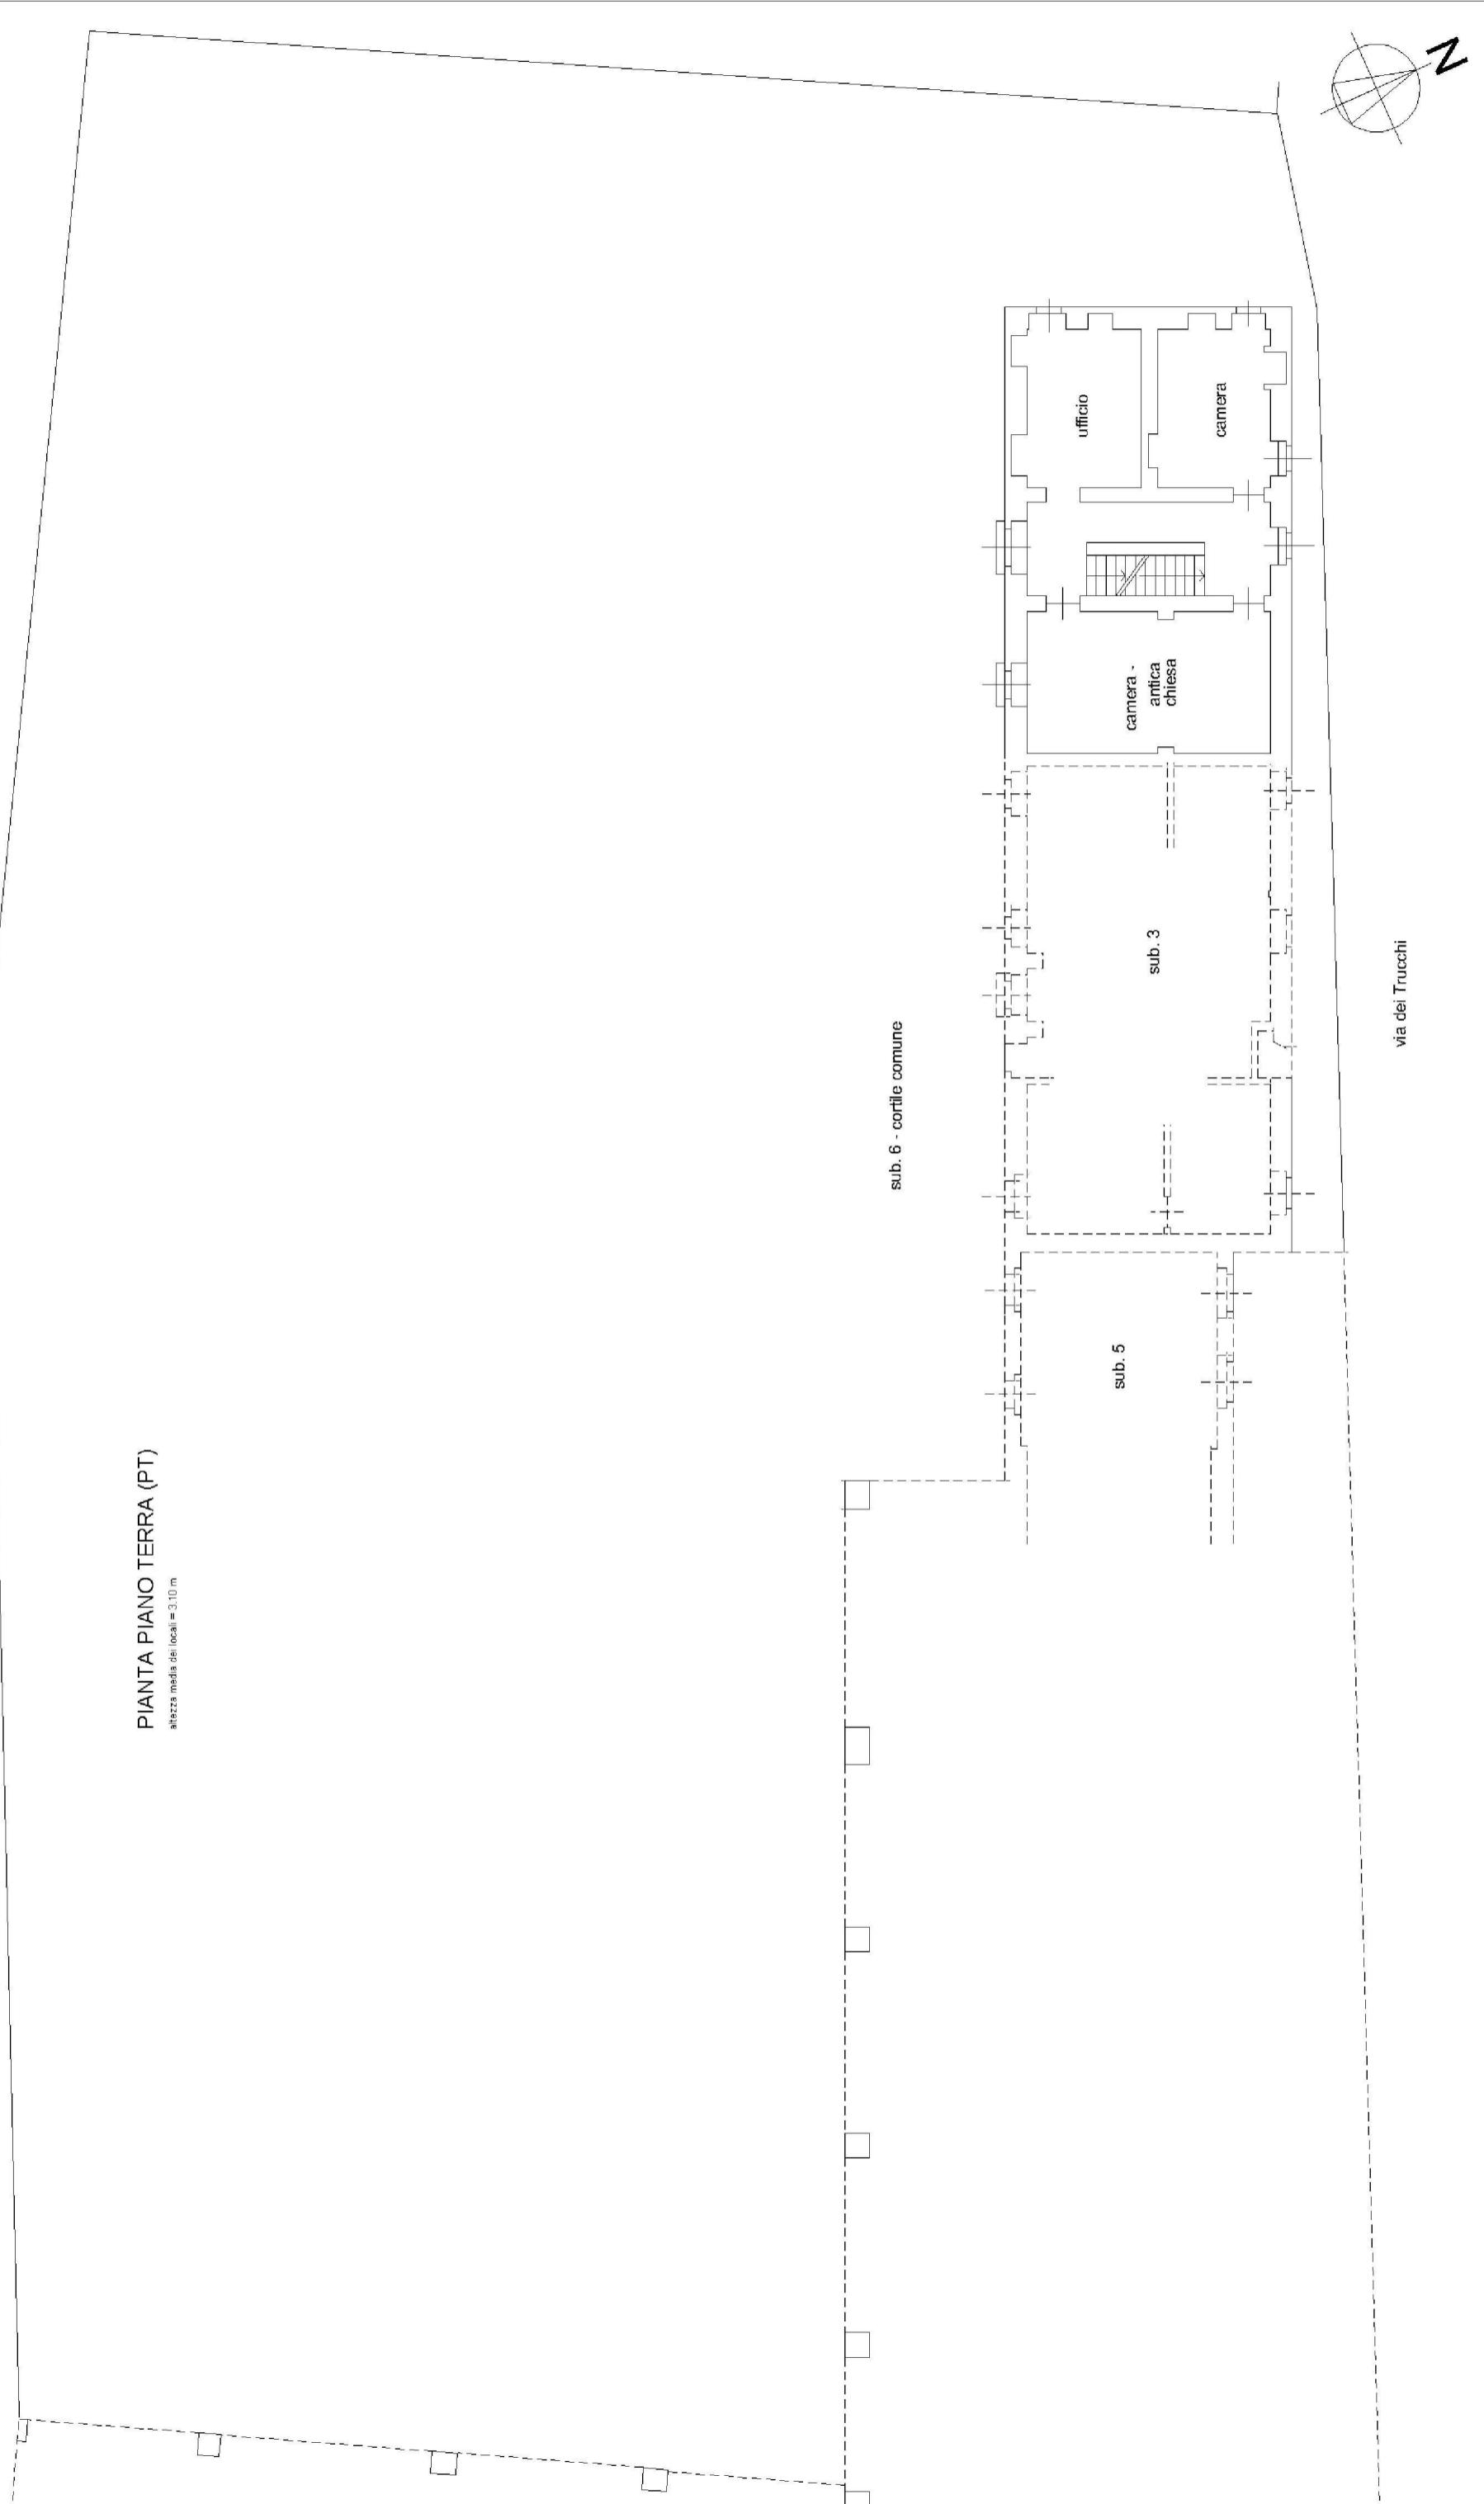 N
ufficio
camera
camera -
antica
chiesa
sub. 3
via dei Trucchi
sub. 6 - cortile comune
sub. 5
PIANTA PIANO TERRA (PT)
altezza media dei locali = 3.10 m